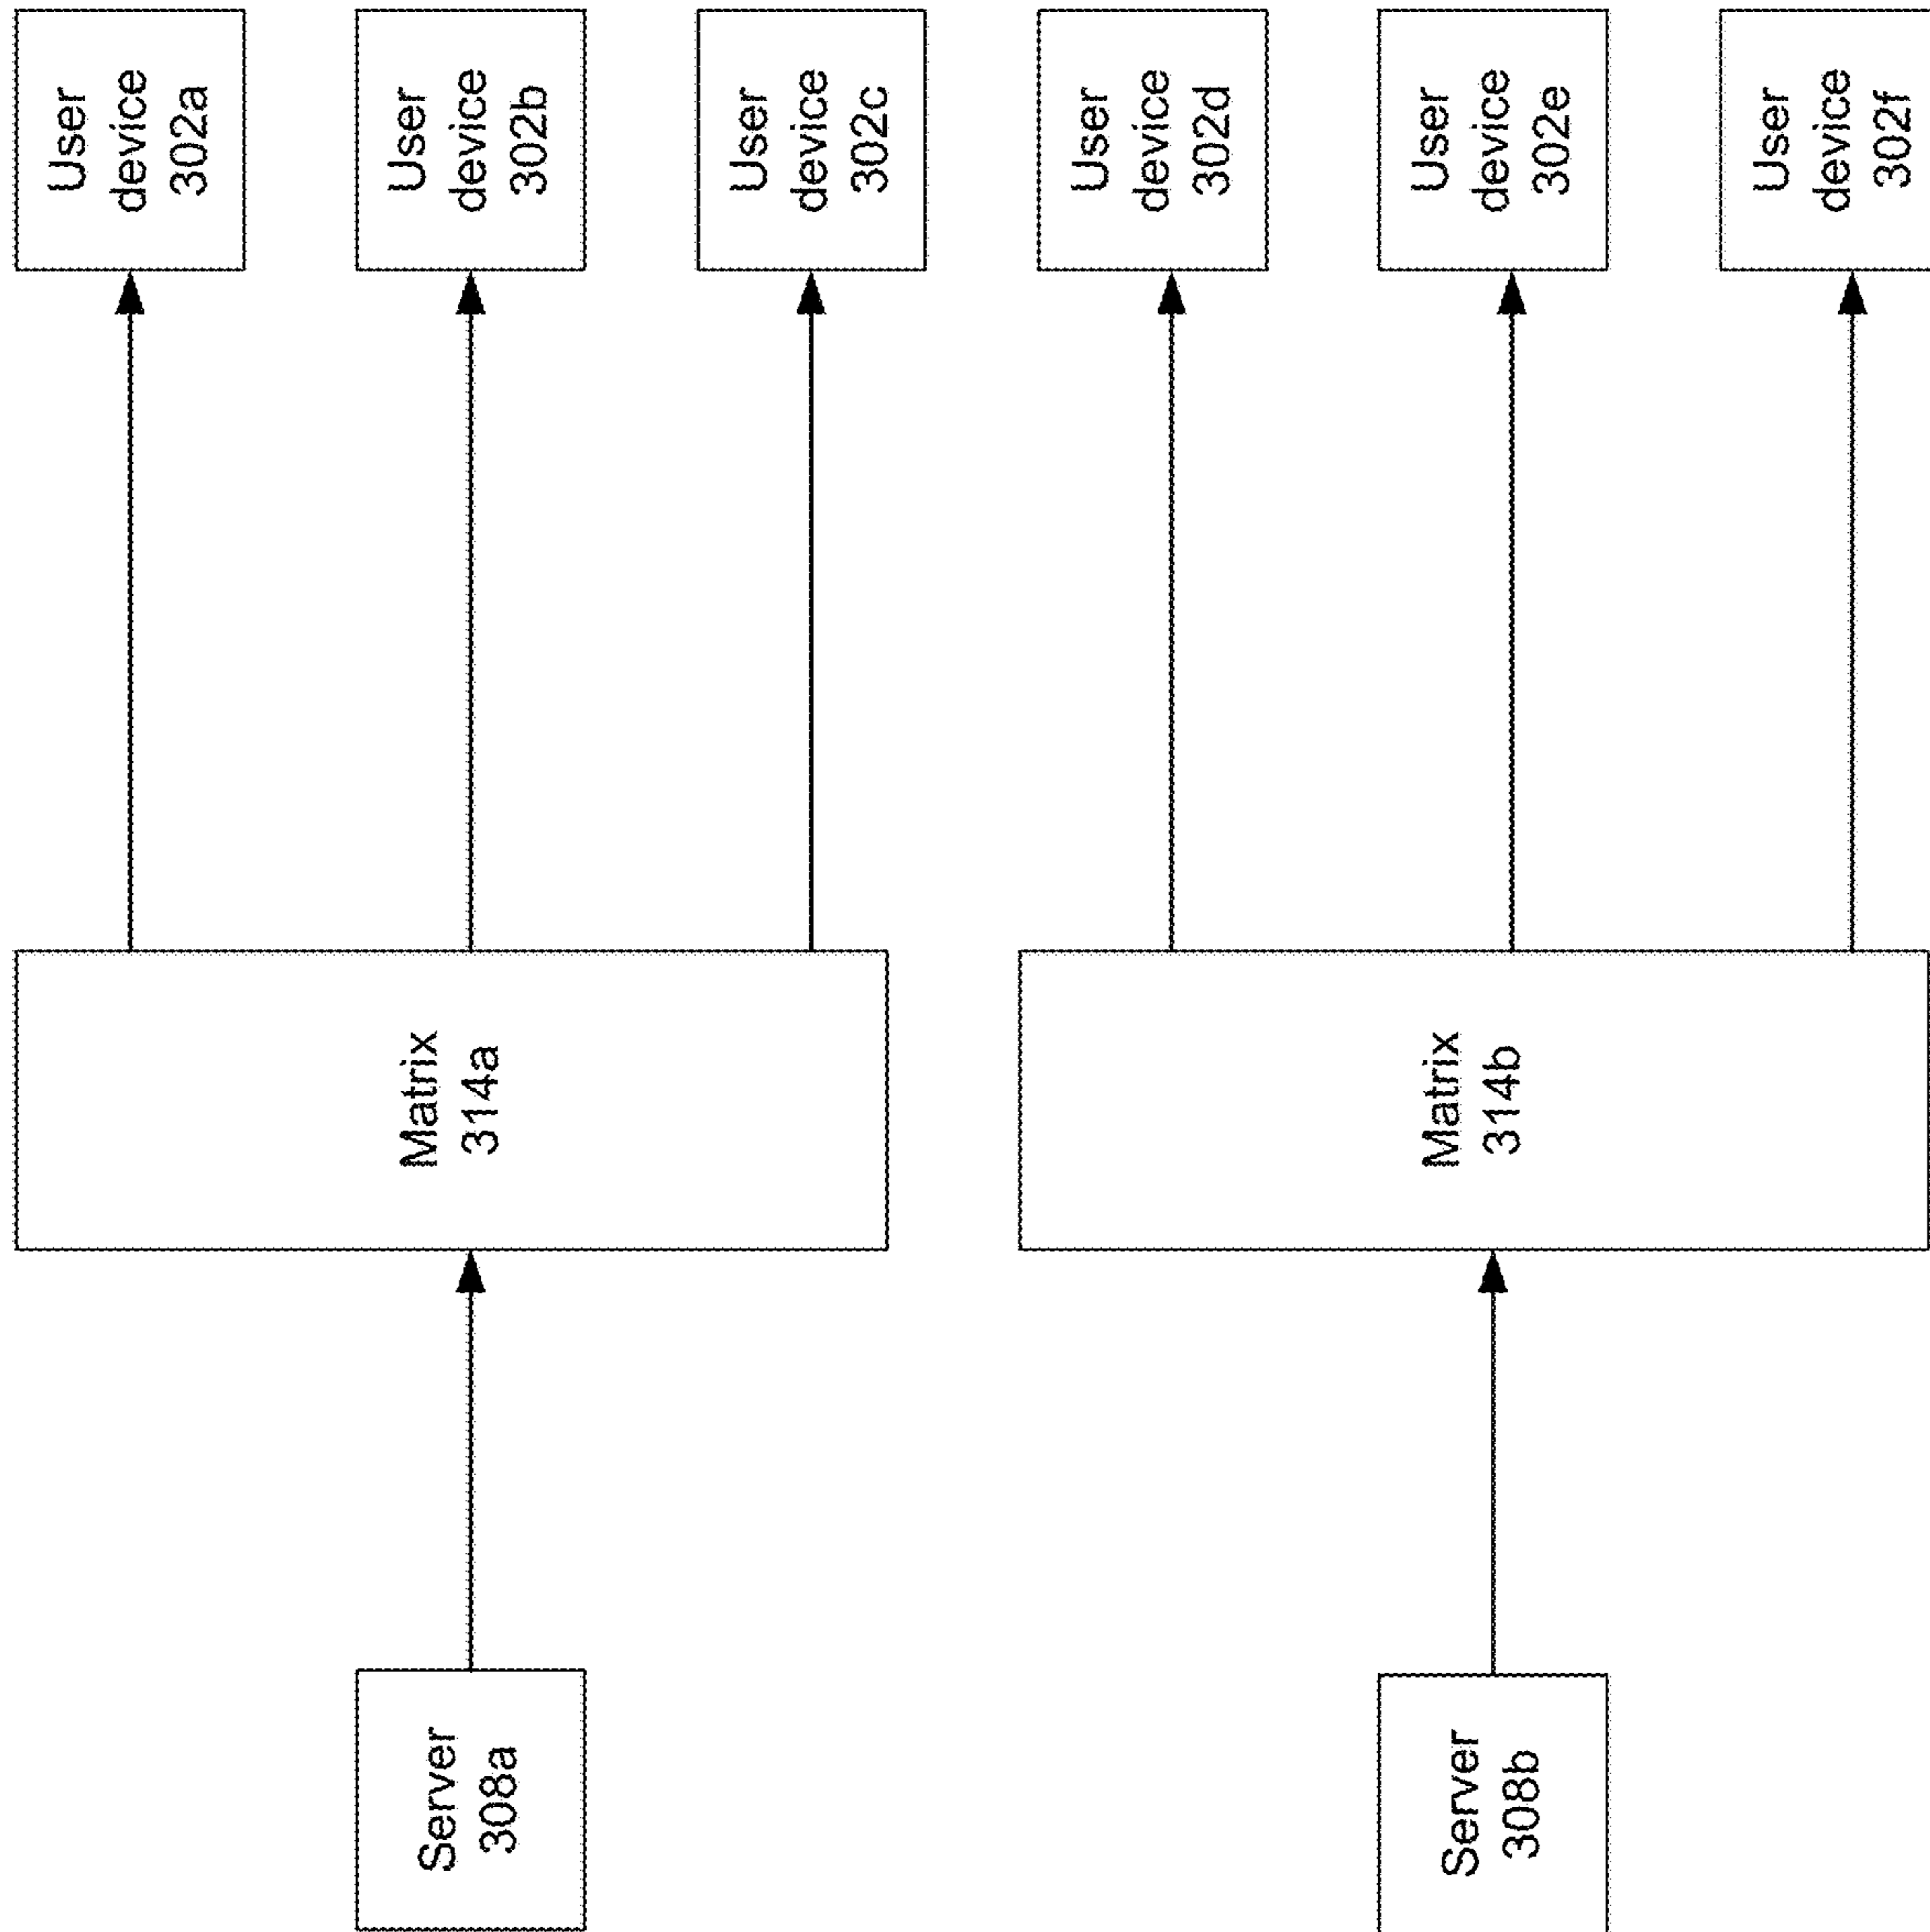 User
device
302a
User
device
302b
User
device
302c
User
device
302d
User
device
302e
User
device
302f
Matrix
314a
Matrix
314b
Server
308a
Server
308b